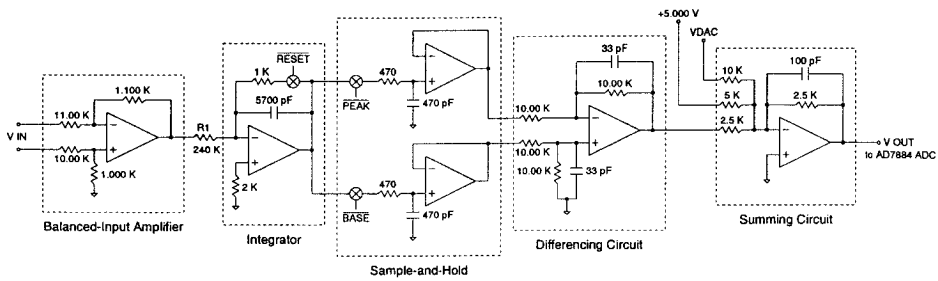 +5.000 V
VDAC
33 pF
100 pF
RESET
1 K
470
10 K
1.100 K
5700 pF
PEAK
470 pF
10.00 K
10.00 K
5 K
2.5 K
11.00 K
R1
2.5 K
V IN
240 K
10.00 K
1.000 K
2 K
470
10.00 K
10.00 K
33 pF
V OUT
to AD7884 ADC
BASE
470 pF
Balanced-Input Amplifier
Integrator
Sample-and-Hold
Differencing Circuit
Summing Circuit